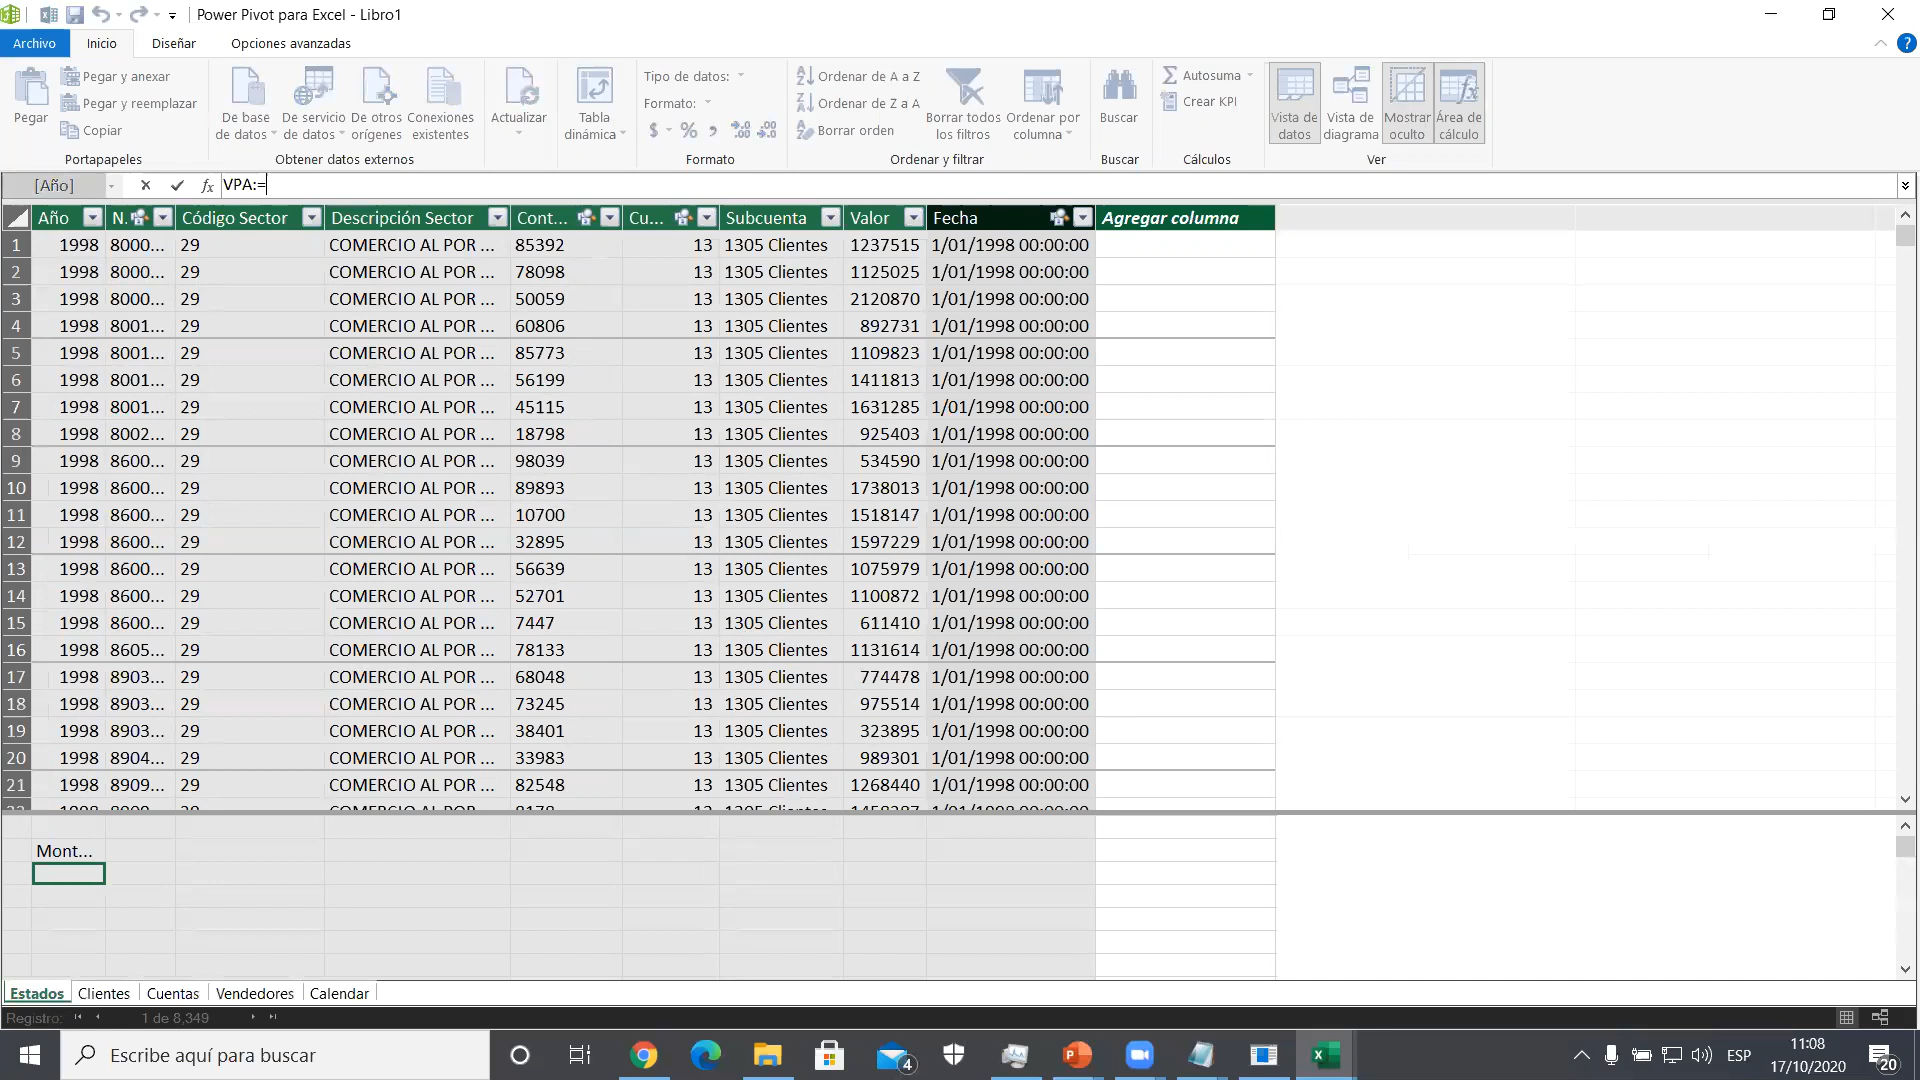 Power Pivot para Excel - Libro1
Archivo Inicio Diseñar Opciones avanzadas
Pegar
Pegar y anexar
Pegar y reemplazar
Copiar
Portapapeles
De base de datos
De servicio de datos
De otros orígenes
Conexiones existentes
Obtener datos externos
Actualizar
Tabla dinámica
Tipo de datos:
Formato:
$ % ,
Formato
Ordenar de A a Z
Ordenar de Z a A
Borrar orden
Borrar todos los filtros
Ordenar por columna
Ordenar y filtrar
Buscar
Buscar
Autosuma
Crear KPI
Cálculos
Vista de datos
Vista de diagrama
Mostrar oculto
Área de cálculo
Ver
[Año] fx VPA:=
Año N. Código Sector Descripción Sector Cont... Cu... Subcuenta Valor Fecha Agregar columna
1 1998 8000... 29 COMERCIO AL POR ... 85392 13 1305 Clientes 1237515 1/01/1998 00:00:00
2 1998 8000... 29 COMERCIO AL POR ... 78098 13 1305 Clientes 1125025 1/01/1998 00:00:00
3 1998 8000... 29 COMERCIO AL POR ... 50059 13 1305 Clientes 2120870 1/01/1998 00:00:00
4 1998 8001... 29 COMERCIO AL POR ... 60806 13 1305 Clientes 892731 1/01/1998 00:00:00
5 1998 8001... 29 COMERCIO AL POR ... 85773 13 1305 Clientes 1109823 1/01/1998 00:00:00
6 1998 8001... 29 COMERCIO AL POR ... 56199 13 1305 Clientes 1411813 1/01/1998 00:00:00
7 1998 8001... 29 COMERCIO AL POR ... 45115 13 1305 Clientes 1631285 1/01/1998 00:00:00
8 1998 8002... 29 COMERCIO AL POR ... 18798 13 1305 Clientes 925403 1/01/1998 00:00:00
9 1998 8600... 29 COMERCIO AL POR ... 98039 13 1305 Clientes 534590 1/01/1998 00:00:00
10 1998 8600... 29 COMERCIO AL POR ... 89893 13 1305 Clientes 1738013 1/01/1998 00:00:00
11 1998 8600... 29 COMERCIO AL POR ... 10700 13 1305 Clientes 1518147 1/01/1998 00:00:00
12 1998 8600... 29 COMERCIO AL POR ... 32895 13 1305 Clientes 1597229 1/01/1998 00:00:00
13 1998 8600... 29 COMERCIO AL POR ... 56639 13 1305 Clientes 1075979 1/01/1998 00:00:00
14 1998 8600... 29 COMERCIO AL POR ... 52701 13 1305 Clientes 1100872 1/01/1998 00:00:00
15 1998 8600... 29 COMERCIO AL POR ... 7447 13 1305 Clientes 611410 1/01/1998 00:00:00
16 1998 8605... 29 COMERCIO AL POR ... 78133 13 1305 Clientes 1131614 1/01/1998 00:00:00
17 1998 8903... 29 COMERCIO AL POR ... 68048 13 1305 Clientes 774478 1/01/1998 00:00:00
18 1998 8903... 29 COMERCIO AL POR ... 73245 13 1305 Clientes 975514 1/01/1998 00:00:00
19 1998 8903... 29 COMERCIO AL POR ... 38401 13 1305 Clientes 323895 1/01/1998 00:00:00
20 1998 8904... 29 COMERCIO AL POR ... 33983 13 1305 Clientes 989301 1/01/1998 00:00:00
21 1998 8909... 29 COMERCIO AL POR ... 82548 13 1305 Clientes 1268440 1/01/1998 00:00:00
Mont...
Estados Clientes Cuentas Vendedores Calendar
Registro: 1 de 8,349
Escribe aquí para buscar
4
ESP
11:08
17/10/2020
20